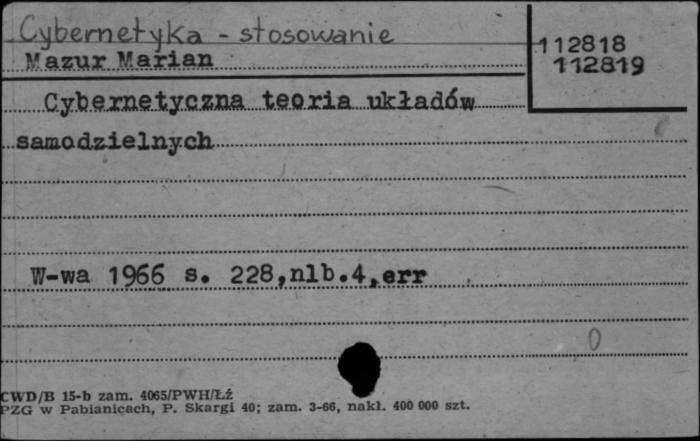 Cybernetyka - stosowanie
Mazur Marian
112818
112819
Cybernetyczna teoria układów
samodzielnych
W-wa 1966 s. 228,nlb.4,err
0
CWD/B 15-b zam. 4065/PWH/Łź
PZG w Pabianicach, P. Skargi 40; zam. 3-66, nakł. 400 000 szt.